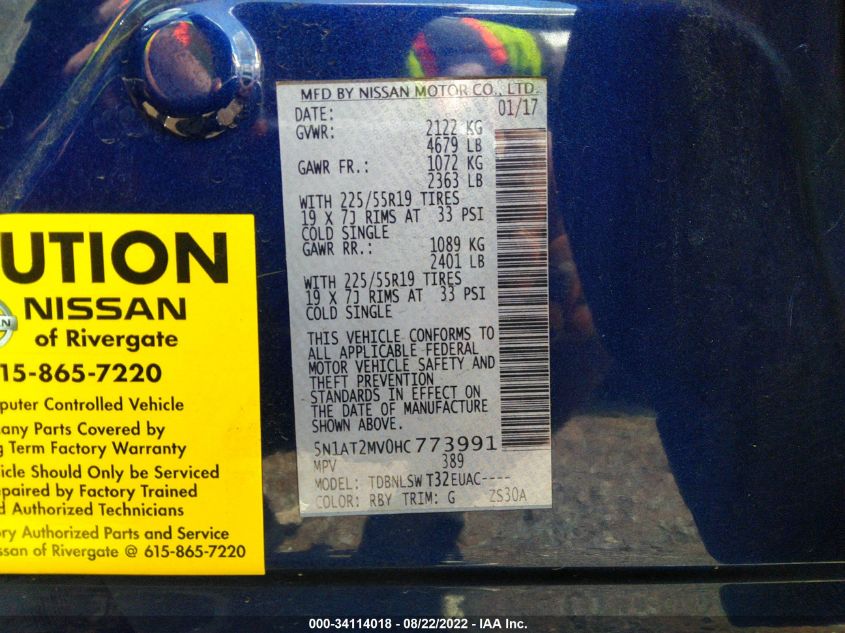 MFD BY NISSAN MOTOR CO., LTD.
DATE: 01/17
GVWR: 2122 KG
4679 LB
GAWR FR.: 1072 KG
2363 LB
WITH 225/55R19 TIRES
19 X 7J RIMS AT 33 PSI
COLD SINGLE
GAWR RR.: 1089 KG
2401 LB
WITH 225/55R19 TIRES
19 X 7J RIMS AT 33 PSI
COLD SINGLE
THIS VEHICLE CONFORMS TO
ALL APPLICABLE FEDERAL
MOTOR VEHICLE SAFETY AND
THEFT PREVENTION
STANDARDS IN EFFECT ON
THE DATE OF MANUFACTURE
SHOWN ABOVE.
5N1AT2MV0HC773991
MPV 389
MODEL: TDBNLSW T32EUAC----
COLOR: RBY TRIM: G ZS30A
UTION
NISSAN
of Rivergate
15-865-7220
puter Controlled Vehicle
any Parts Covered by
g Term Factory Warranty
icle Should Only be Serviced
Repaired by Factory Trained
d Authorized Technicians
ory Authorized Parts and Service
issan of Rivergate @ 615-865-7220
000-34114018 - 08/22/2022 - IAA Inc.